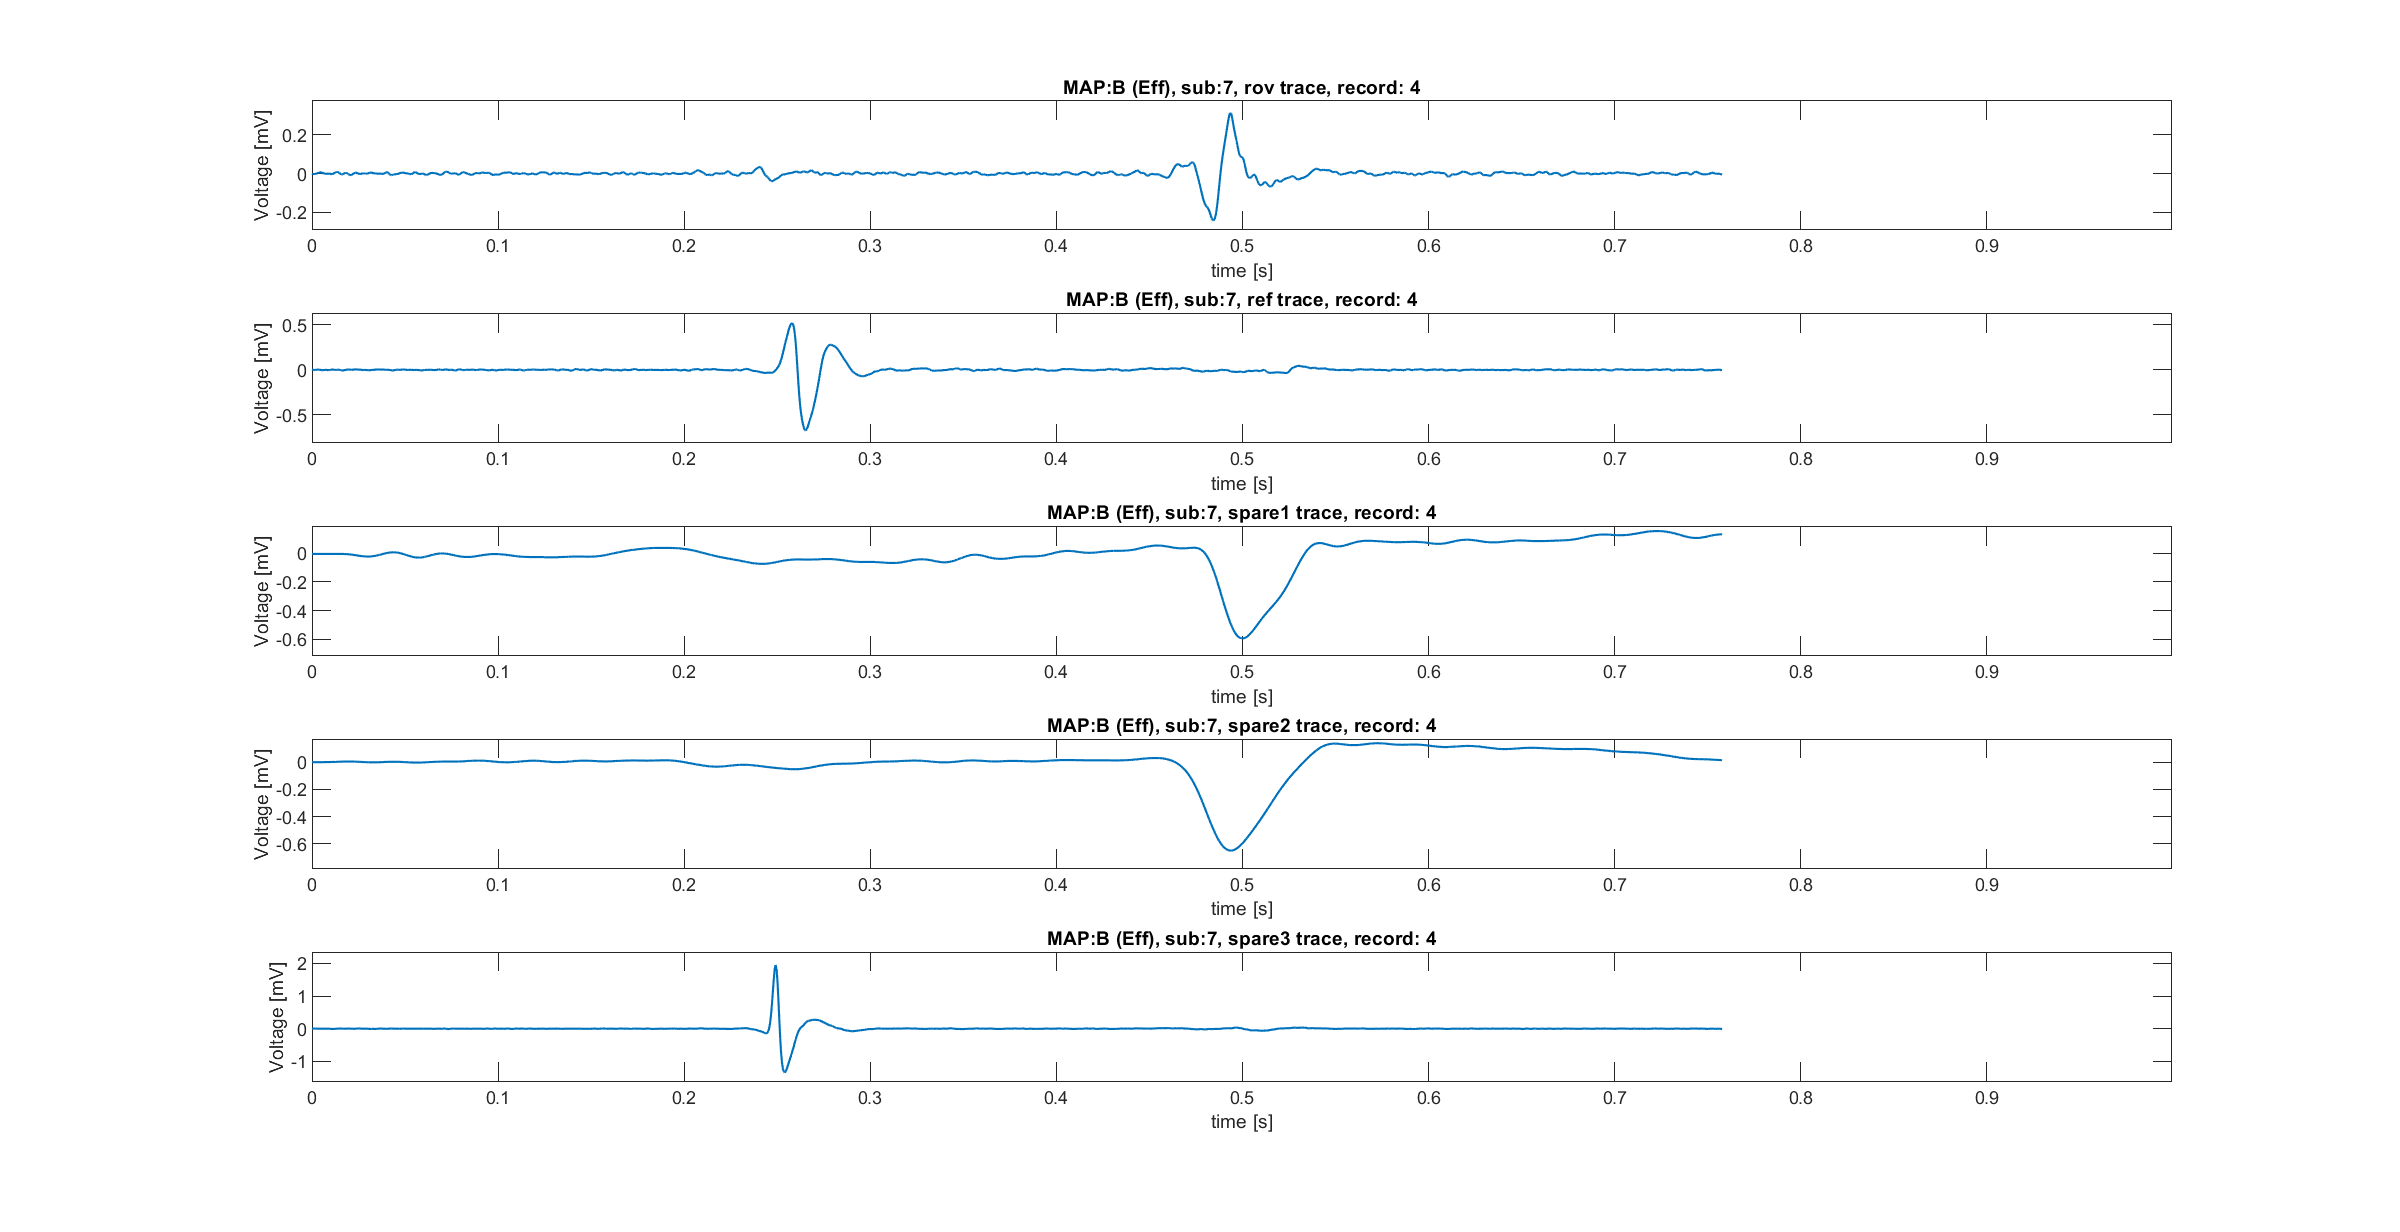 MAP:B (Eff), sub:7, rov trace, record: 4
Voltage [mV]
0.2
0
-0.2
0 0.1 0.2 0.3 0.4 0.5 0.6 0.7 0.8 0.9
time [s]
MAP:B (Eff), sub:7, ref trace, record: 4
Voltage [mV]
0.5
0
-0.5
0 0.1 0.2 0.3 0.4 0.5 0.6 0.7 0.8 0.9
time [s]
MAP:B (Eff), sub:7, spare1 trace, record: 4
Voltage [mV]
0
-0.2
-0.4
-0.6
0 0.1 0.2 0.3 0.4 0.5 0.6 0.7 0.8 0.9
time [s]
MAP:B (Eff), sub:7, spare2 trace, record: 4
Voltage [mV]
0
-0.2
-0.4
-0.6
0 0.1 0.2 0.3 0.4 0.5 0.6 0.7 0.8 0.9
time [s]
MAP:B (Eff), sub:7, spare3 trace, record: 4
Voltage [mV]
2
1
0
-1
0 0.1 0.2 0.3 0.4 0.5 0.6 0.7 0.8 0.9
time [s]